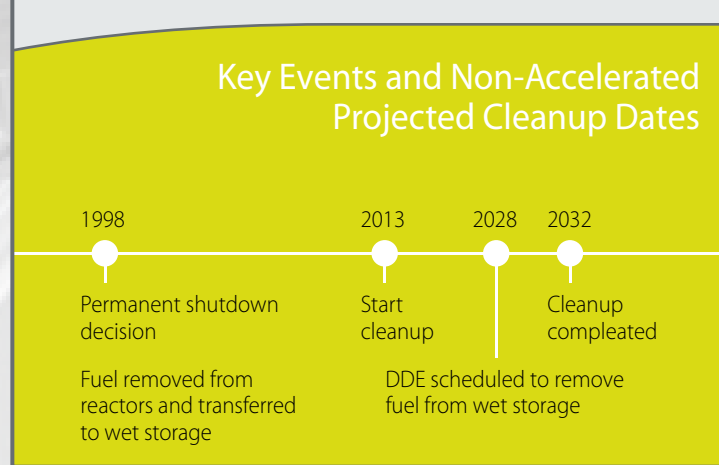 Key Events and Non-Accelerated
Projected Cleanup Dates
1998
2013
2028
2032
Permanent shutdown
decision
Fuel removed from
reactors and transferred
to wet storage
Start
cleanup
DDE scheduled to remove
fuel from wet storage
Cleanup
compleated